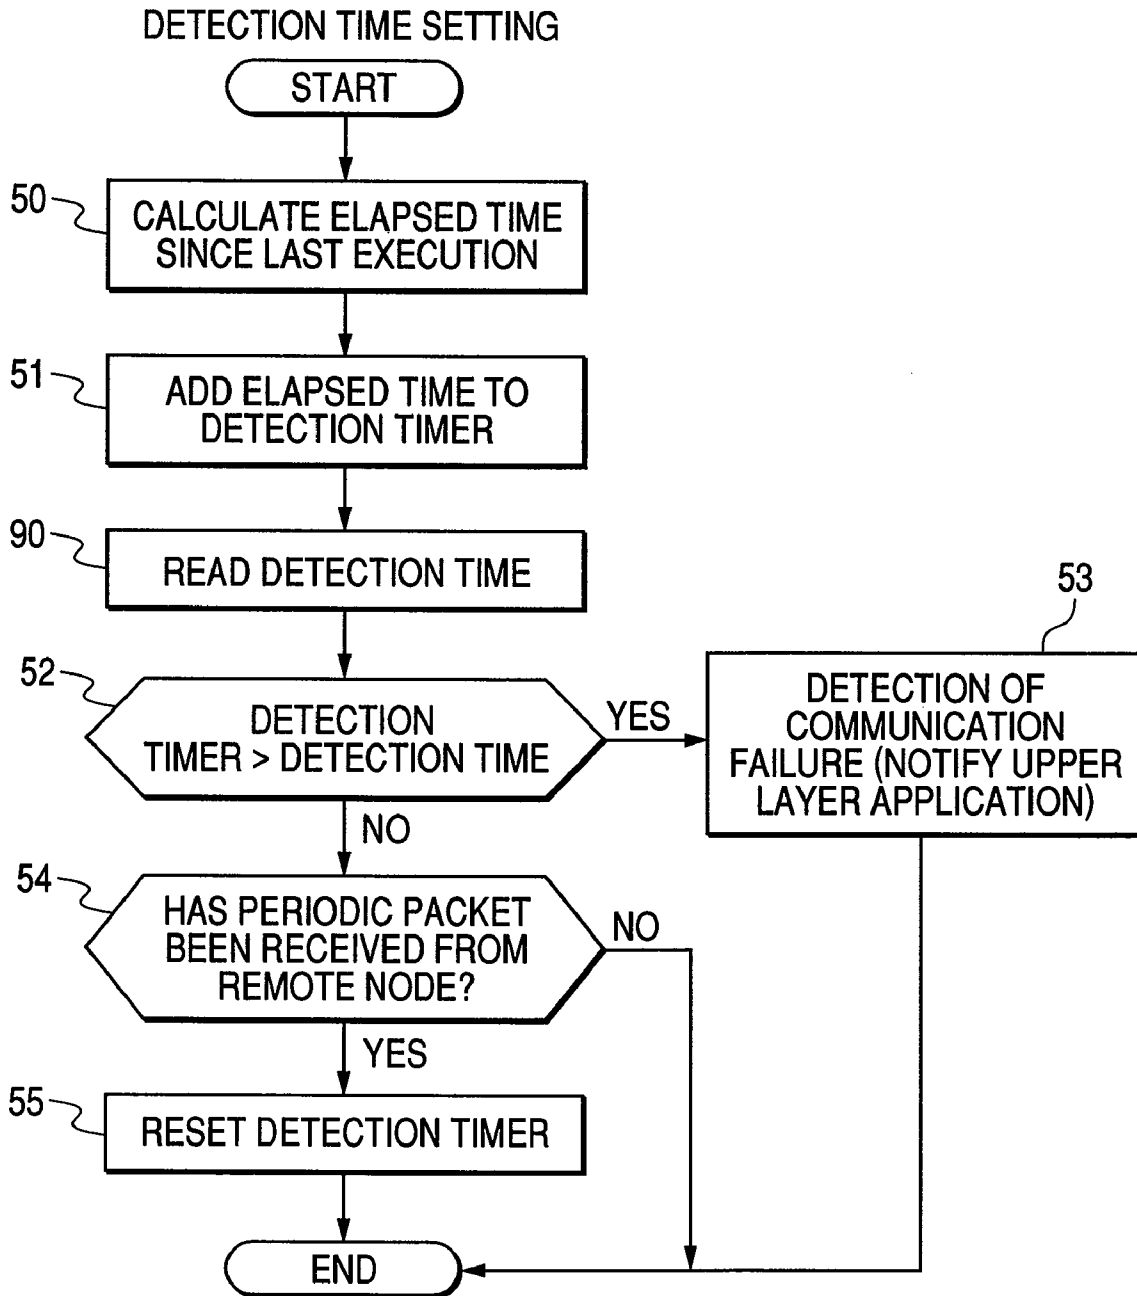 DETECTION TIME SETTING
START
50
CALCULATE ELAPSED TIME
SINCE LAST EXECUTION
51
ADD ELAPSED TIME TO
DETECTION TIMER
90
READ DETECTION TIME
52
DETECTION
TIMER > DETECTION TIME
YES
53
DETECTION OF
COMMUNICATION
FAILURE (NOTIFY UPPER
LAYER APPLICATION)
NO
54
HAS PERIODIC PACKET
BEEN RECEIVED FROM
REMOTE NODE?
NO
YES
55
RESET DETECTION TIMER
END